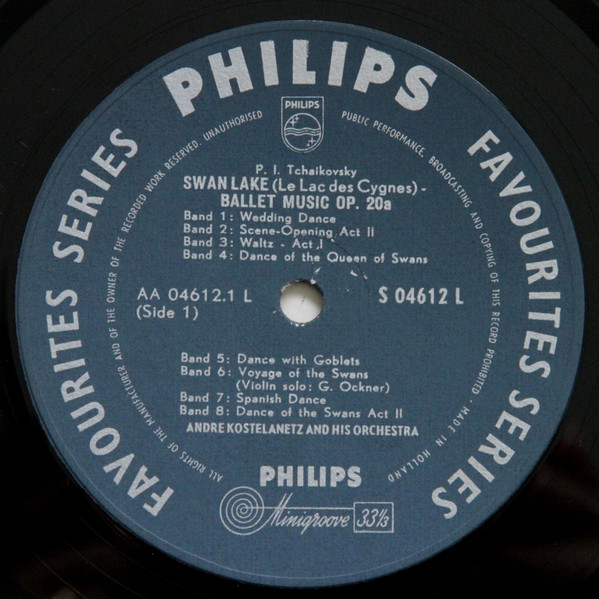 PHILIPS
FAVOURITES SERIES
FAVOURITES SERIES
ALL RIGHTS OF THE MANUFACTURER AND OF THE OWNER OF THE RECORDED WORK RESERVED. UNAUTHORISED PUBLIC PERFORMANCE, BROADCASTING AND COPYING OF THIS RECORD PROHIBITED - MADE IN HOLLAND
PHILIPS
P. I. Tchaikovsky
SWAN LAKE (Le Lac des Cygnes) -
BALLET MUSIC OP. 20a
Band 1: Wedding Dance
Band 2: Scene-Opening Act II
Band 3: Waltz - Act I
Band 4: Dance of the Queen of Swans
AA 04612.1 L
(Side 1)
S 04612 L
Band 5: Dance with Goblets
Band 6: Voyage of the Swans
(Violin solo: G. Ockner)
Band 7: Spanish Dance
Band 8: Dance of the Swans Act II
ANDRE KOSTELANETZ AND HIS ORCHESTRA
PHILIPS
Minigroove 33⅓